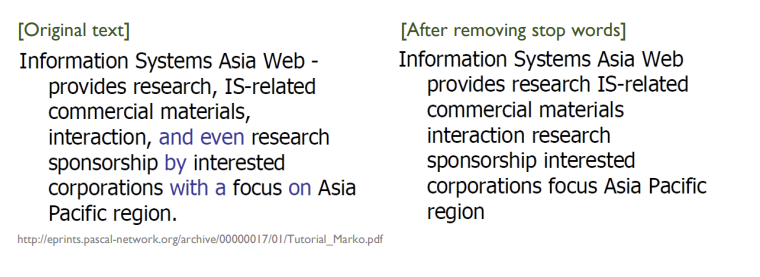 [Original text]
Information Systems Asia Web -
provides research, IS-related
commercial materials,
interaction, and even research
sponsorship by interested
corporations with a focus on Asia
Pacific region.
http://eprints.pascal-network.org/archive/00000017/01/Tutorial_Marko.pdf
[After removing stop words]
Information Systems Asia Web
provides research IS-related
commercial materials
interaction research
sponsorship interested
corporations focus Asia Pacific
region